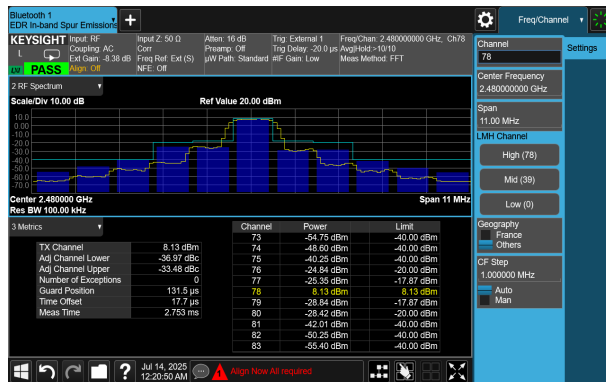 Bluetooth 1
EDR In-band Spur Emissions
Freq/Channel
KEYSIGHT
L
LW
PASS
Input: RF
Coupling: AC
Ext Gain: -8.38 dB
Align: Off
Input Z: 50 Ω
Corr
Freq Ref: Ext (S)
NFE: Off
Atten: 16 dB
Preamp: Off
µW Path: Standard
Trig: External 1
Trig Delay: -20.0 µs
#IF Gain: Low
Freq/Chan: 2.480000000 GHz, Ch78
Avg|Hold:>10/10
Meas Method: FFT
Channel
78
Settings
Center Frequency
2.480000000 GHz
Span
11.00 MHz
LMH Channel
High (78)
Mid (39)
Low (0)
Geography
France
Others
CF Step
1.000000 MHz
Auto
Man
2 RF Spectrum
Scale/Div 10.00 dB
Ref Value 20.00 dBm
10.0
0.00
-10.0
-20.0
-30.0
-40.0
-50.0
-60.0
-70.0
Center 2.480000 GHz
Span 11 MHz
Res BW 100.00 kHz
3 Metrics
TX Channel 8.13 dBm
Adj Channel Lower -36.97 dBc
Adj Channel Upper -33.48 dBc
Number of Exceptions 0
Guard Position 131.5 µs
Time Offset 17.7 µs
Meas Time 2.753 ms
Channel Power Limit
73 -54.75 dBm -40.00 dBm
74 -48.60 dBm -40.00 dBm
75 -40.25 dBm -40.00 dBm
76 -24.84 dBm -20.00 dBm
77 -25.35 dBm -17.87 dBm
78 8.13 dBm 8.13 dBm
79 -28.84 dBm -17.87 dBm
80 -28.42 dBm -20.00 dBm
81 -42.01 dBm -40.00 dBm
82 -50.25 dBm -40.00 dBm
83 -55.40 dBm -40.00 dBm
?
Jul 14, 2025
12:20:50 AM
Align Now All required